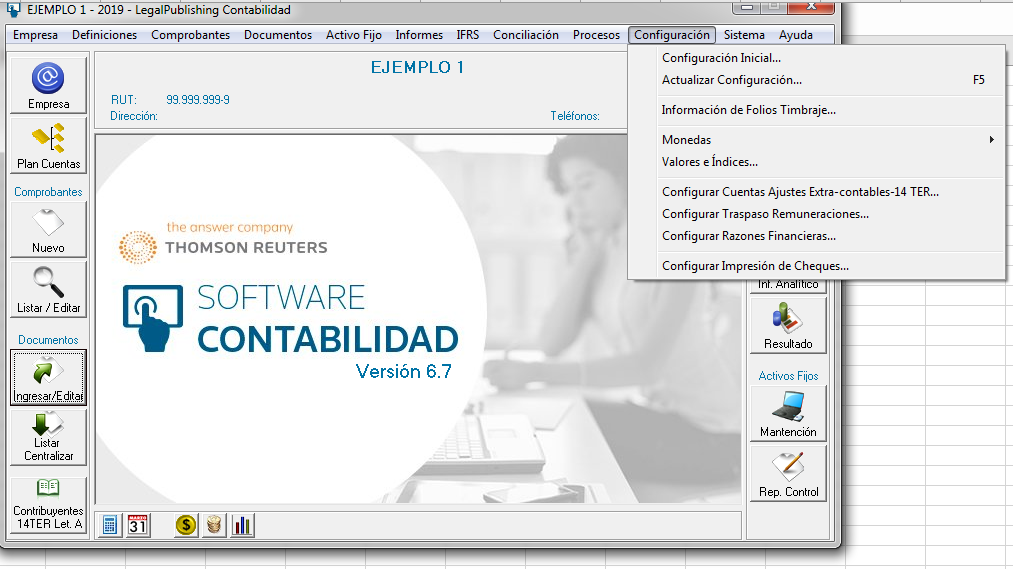 EJEMPLO 1 - 2019 - LegalPublishing Contabilidad
Empresa Definiciones Comprobantes Documentos Activo Fijo Informes IFRS Conciliación Procesos Configuración Sistema Ayuda
EJEMPLO 1
RUT: 99.999.999-9
Dirección: Teléfonos:
Configuración Inicial...
Actualizar Configuración... F5
Información de Folios Timbraje...
Monedas
Valores e Índices...
Configurar Cuentas Ajustes Extra-contables-14 TER...
Configurar Traspaso Remuneraciones...
Configurar Razones Financieras...
Configurar Impresión de Cheques...
Empresa
Plan Cuentas
Comprobantes
Nuevo
Listar / Editar
Documentos
Ingresar/Editar
Listar
Centralizar
Contribuyentes
14TER Let. A
the answer company
THOMSON REUTERS
SOFTWARE
CONTABILIDAD
Versión 6.7
Inf. Analítico
Resultado
Activos Fijos
Mantención
Rep. Control
31
$